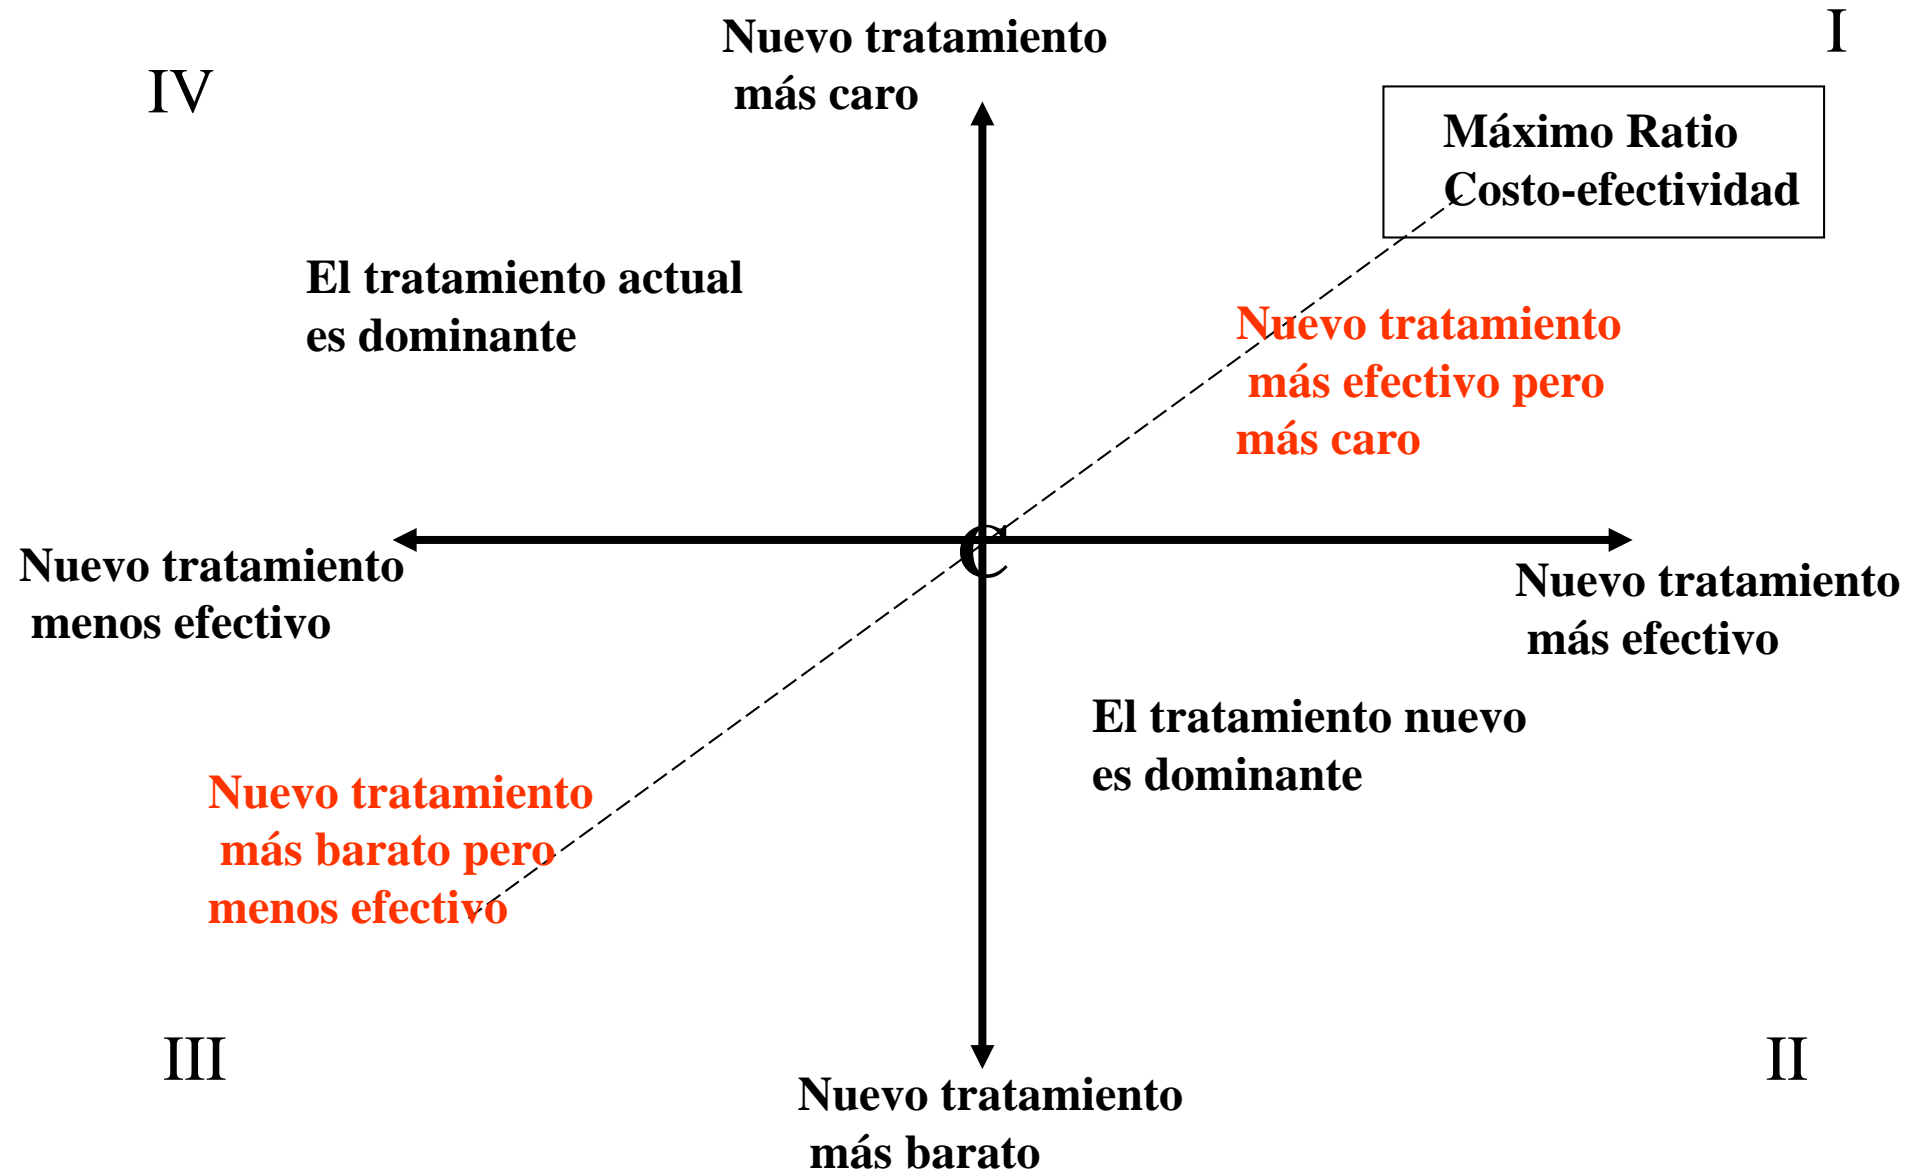 Nuevo tratamiento
más caro
I
IV
Máximo Ratio
Costo-efectividad
El tratamiento actual
es dominante
Nuevo tratamiento
más efectivo pero
más caro
C
Nuevo tratamiento
menos efectivo
Nuevo tratamiento
más efectivo
El tratamiento nuevo
es dominante
Nuevo tratamiento
más barato pero
menos efectivo
III
II
Nuevo tratamiento
más barato